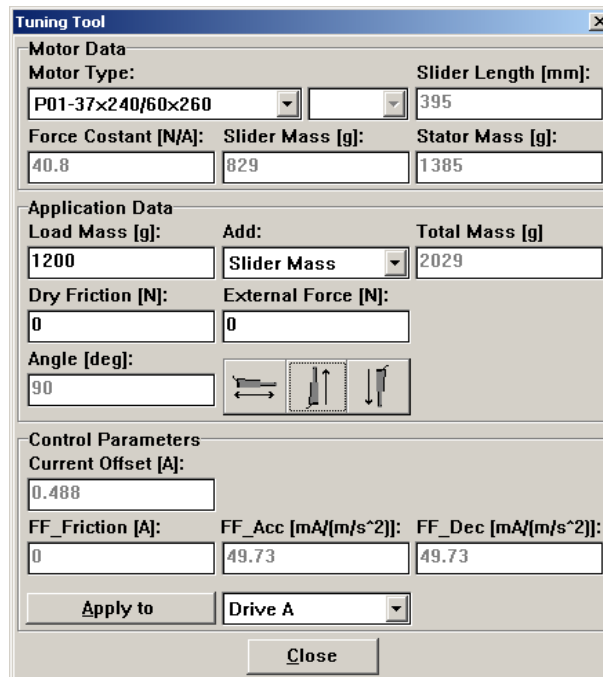 Tuning Tool
Motor Data
Motor Type: Slider Length [mm]:
P01-37x240/60x260 395
Force Costant [N/A]: Slider Mass [g]: Stator Mass [g]:
40.8 829 1385
Application Data
Load Mass [g]: Add: Total Mass [g]
1200 Slider Mass 2029
Dry Friction [N]: External Force [N]:
0 0
Angle [deg]:
90
Control Parameters
Current Offset [A]:
0.488
FF_Friction [A]: FF_Acc [mA/(m/s^2)]: FF_Dec [mA/(m/s^2)]:
0 49.73 49.73
Apply to Drive A
Close